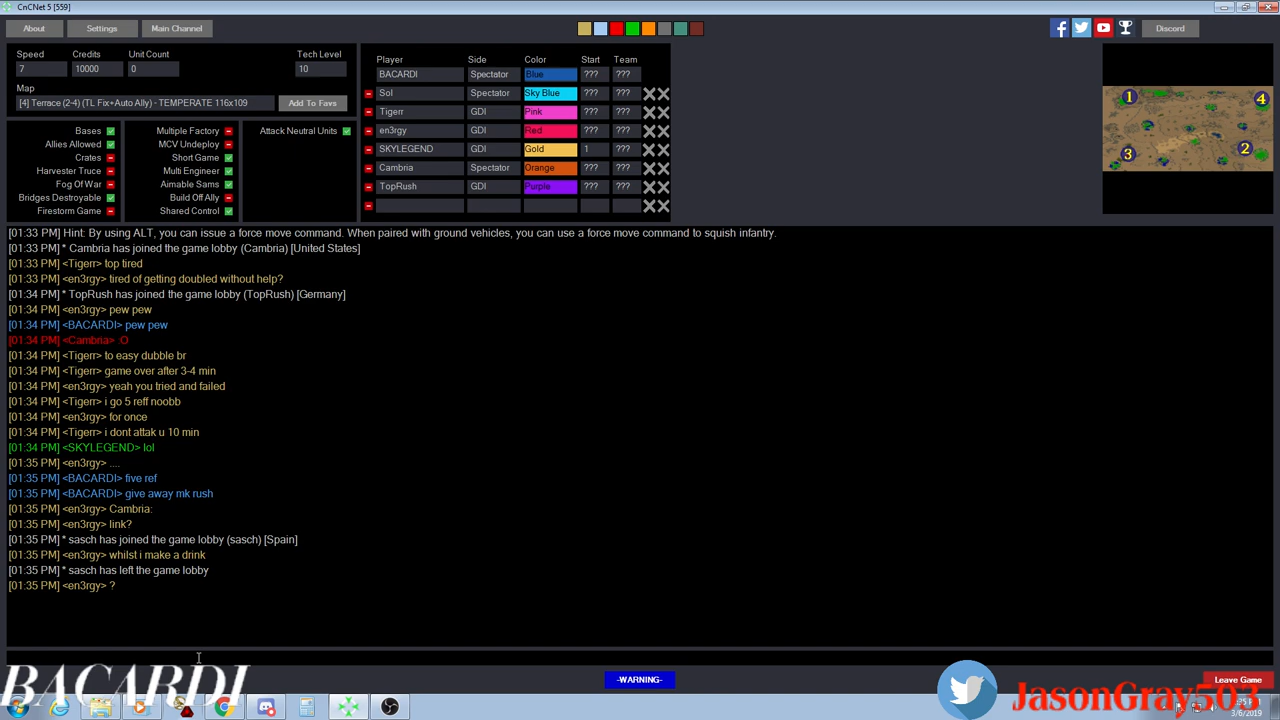 CnCNet 5 [559]
About Settings Main Channel Discord
Speed Credits Unit Count Tech Level
7 10000 0 10
Map
[4] Terrace (2-4) (TL Fix+Auto Ally) - TEMPERATE 116x109 Add To Favs
Bases Multiple Factory Attack Neutral Units
Allies Allowed MCV Undeploy
Crates Short Game
Harvester Truce Multi Engineer
Fog Of War Aimable Sams
Bridges Destroyable Build Off Ally
Firestorm Game Shared Control
Player Side Color Start Team
BACARDI Spectator Blue ??? ???
Sol Spectator Sky Blue ??? ???
Tigerr GDI Pink ??? ???
en3rgy GDI Red ??? ???
SKYLEGEND GDI Gold 1 ???
Cambria Spectator Orange ??? ???
TopRush GDI Purple ??? ???
1 4
3 2
[01:33 PM] Hint: By using ALT, you can issue a force move command. When paired with ground vehicles, you can use a force move command to squish infantry.
[01:33 PM] * Cambria has joined the game lobby (Cambria) [United States]
[01:33 PM] <Tigerr> top tired
[01:33 PM] <en3rgy> tired of getting doubled without help?
[01:34 PM] * TopRush has joined the game lobby (TopRush) [Germany]
[01:34 PM] <en3rgy> pew pew
[01:34 PM] <BACARDI> pew pew
[01:34 PM] <Cambria> :O
[01:34 PM] <Tigerr> to easy dubble br
[01:34 PM] <Tigerr> game over after 3-4 min
[01:34 PM] <en3rgy> yeah you tried and failed
[01:34 PM] <Tigerr> i go 5 reff noobb
[01:34 PM] <en3rgy> for once
[01:34 PM] <Tigerr> i dont attak u 10 min
[01:34 PM] <SKYLEGEND> lol
[01:35 PM] <en3rgy> ....
[01:35 PM] <BACARDI> five ref
[01:35 PM] <BACARDI> give away mk rush
[01:35 PM] <en3rgy> Cambria:
[01:35 PM] <en3rgy> link?
[01:35 PM] * sasch has joined the game lobby (sasch) [Spain]
[01:35 PM] <en3rgy> whilst i make a drink
[01:35 PM] * sasch has left the game lobby
[01:35 PM] <en3rgy> ?
BACARDI
-WARNING-
Leave Game
JasonGray503
3/6/2019